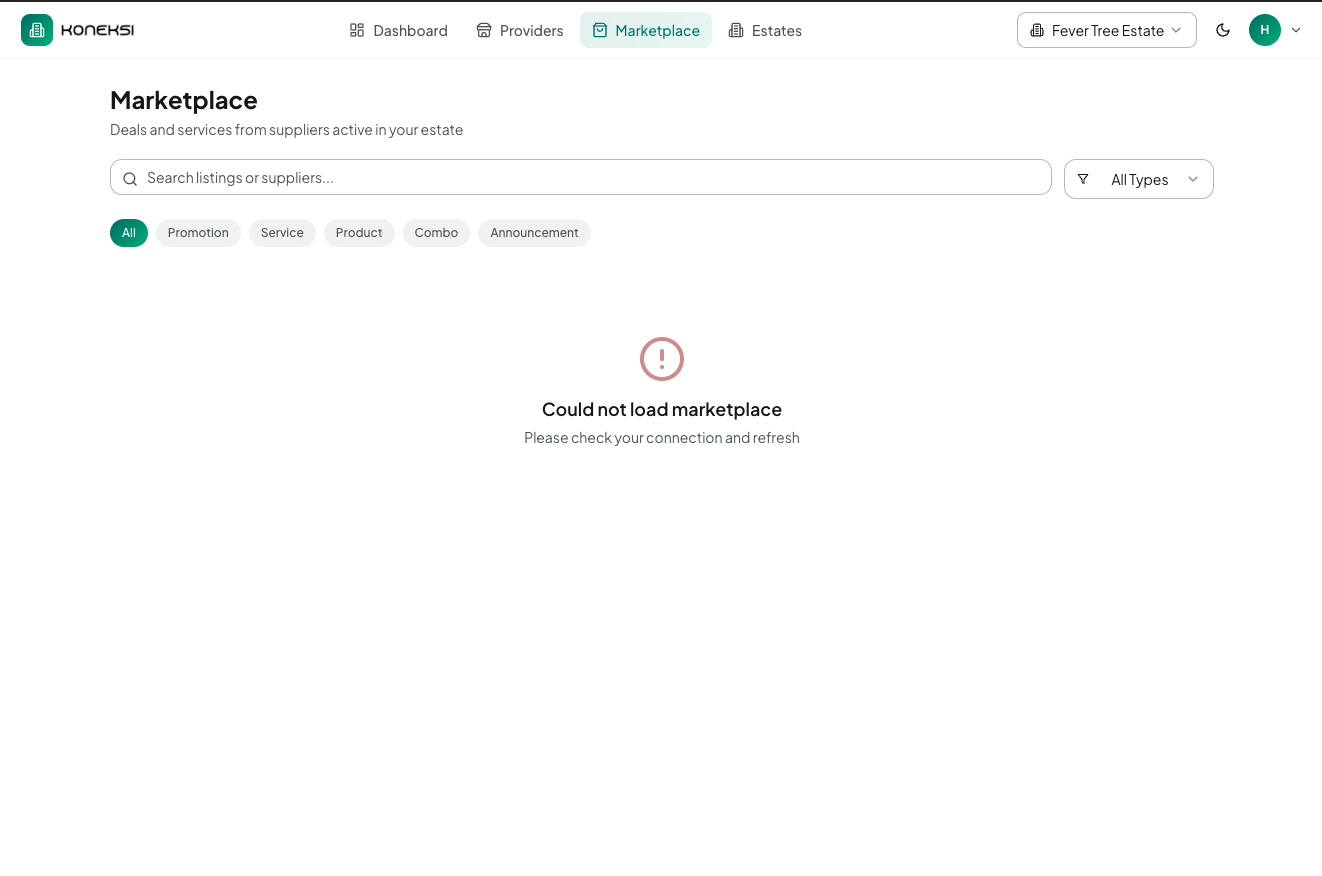 KONEKSI
Dashboard
Providers
Marketplace
Estates
Fever Tree Estate
H
Marketplace
Deals and services from suppliers active in your estate
Search listings or suppliers...
All Types
All
Promotion
Service
Product
Combo
Announcement
Could not load marketplace
Please check your connection and refresh